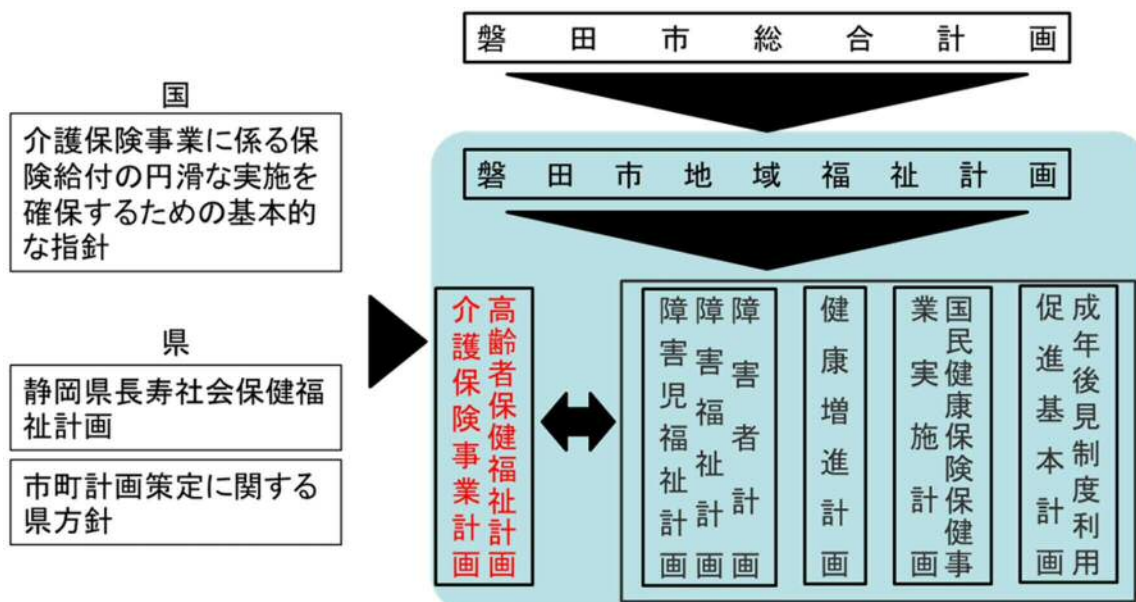 磐田市総合計画
国
介護保険事業に係る保
険給付の円滑な実施を
確保するための基本的
な指針
磐田市地域福祉計画
県
静岡県長寿社会保健福
祉計画
市町計画策定に関する
県方針
高齢者保健福祉計画
介護保険事業計画
障害者計画
障害福祉計画
障害児福祉計画
健康増進計画
国民健康保険保健事
業実施計画
成年後見制度利用
促進基本計画